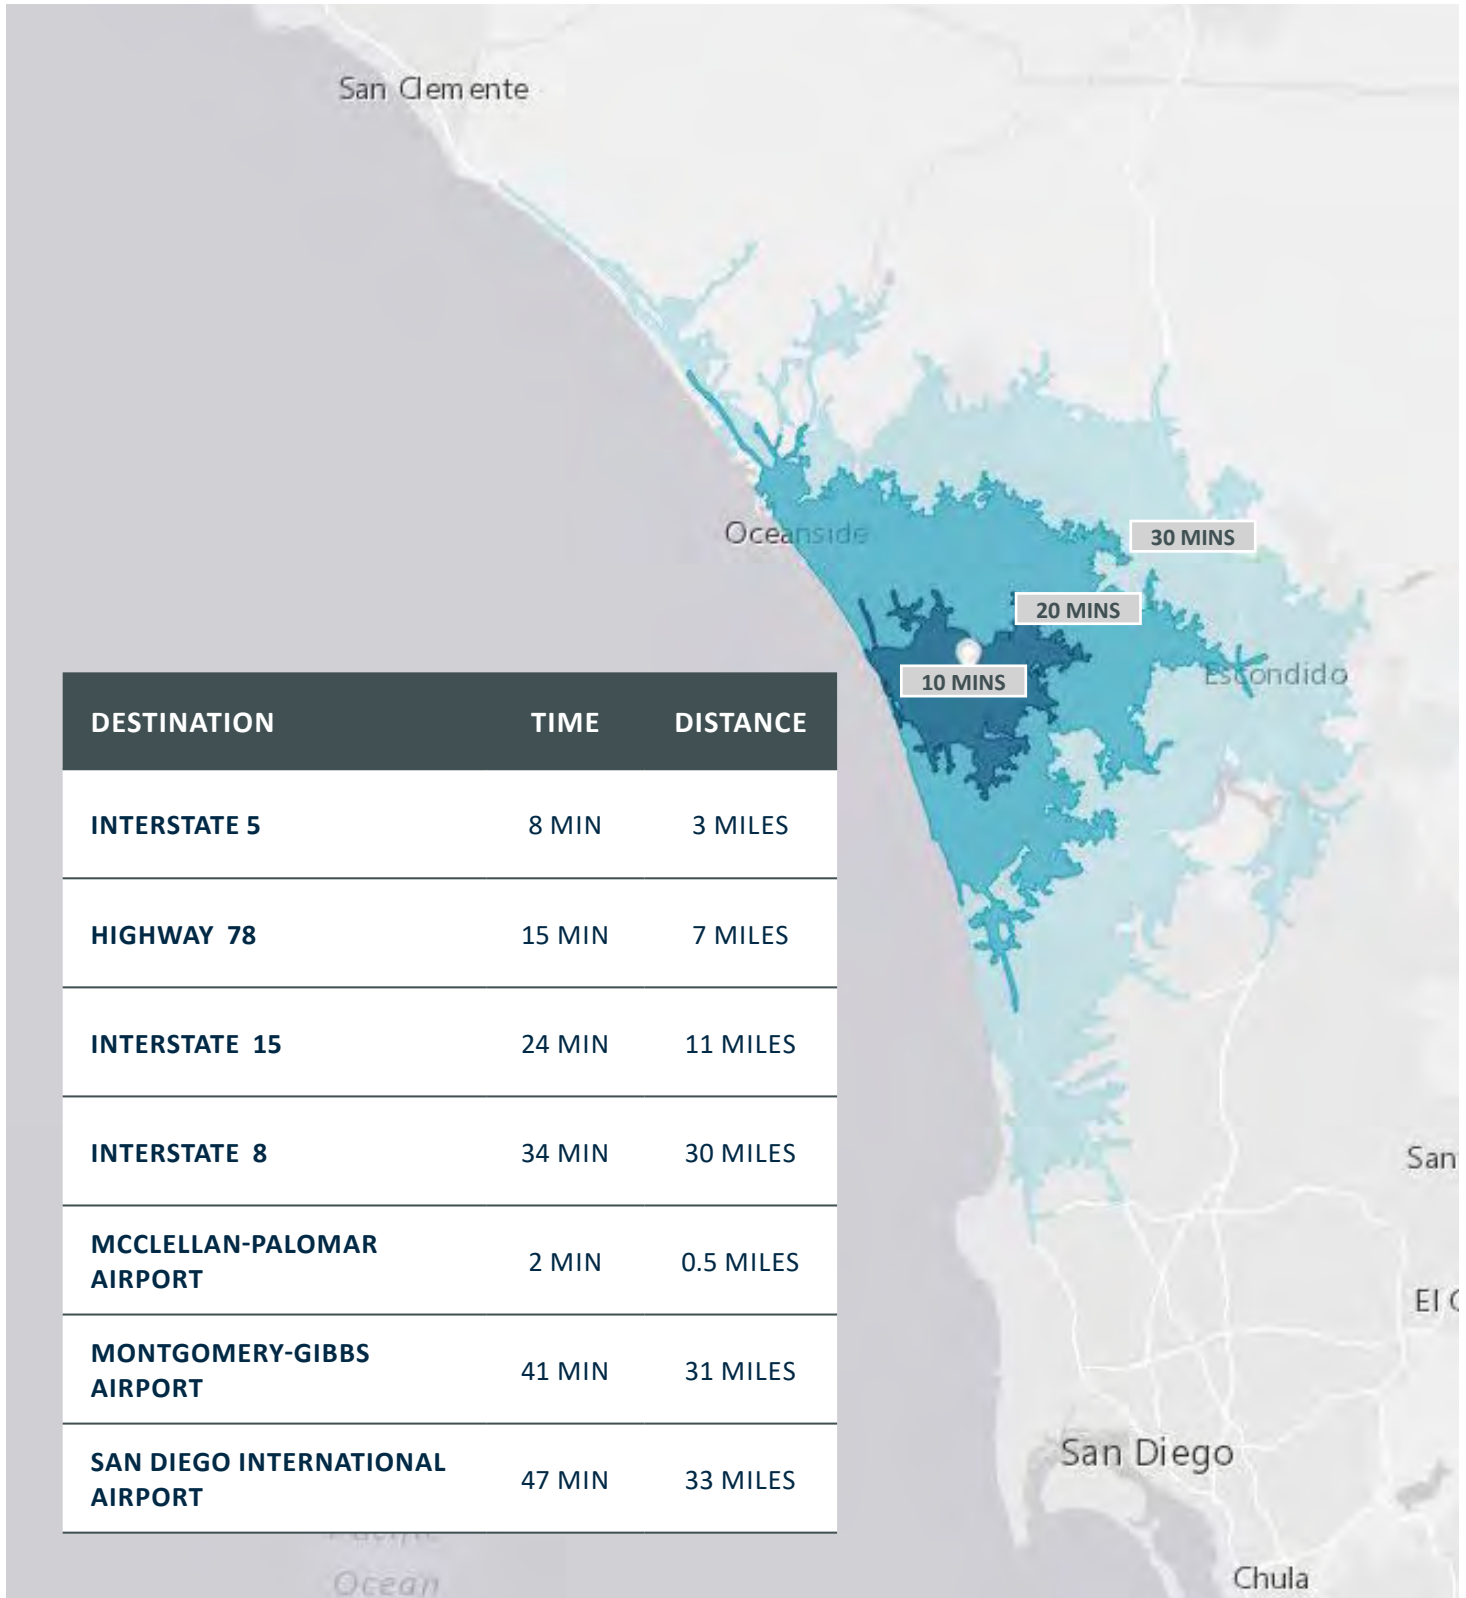 San Clemente
Oceanside
30 MINS
20 MINS
10 MINS
Escondido
DESTINATION TIME DISTANCE
INTERSTATE 5 8 MIN 3 MILES
HIGHWAY 78 15 MIN 7 MILES
INTERSTATE 15 24 MIN 11 MILES
INTERSTATE 8 34 MIN 30 MILES
MCCLELLAN-PALOMAR
AIRPORT 2 MIN 0.5 MILES
MONTGOMERY-GIBBS
AIRPORT 41 MIN 31 MILES
SAN DIEGO INTERNATIONAL
AIRPORT 47 MIN 33 MILES
San
El C
San Diego
Chula
Pacific
Ocean